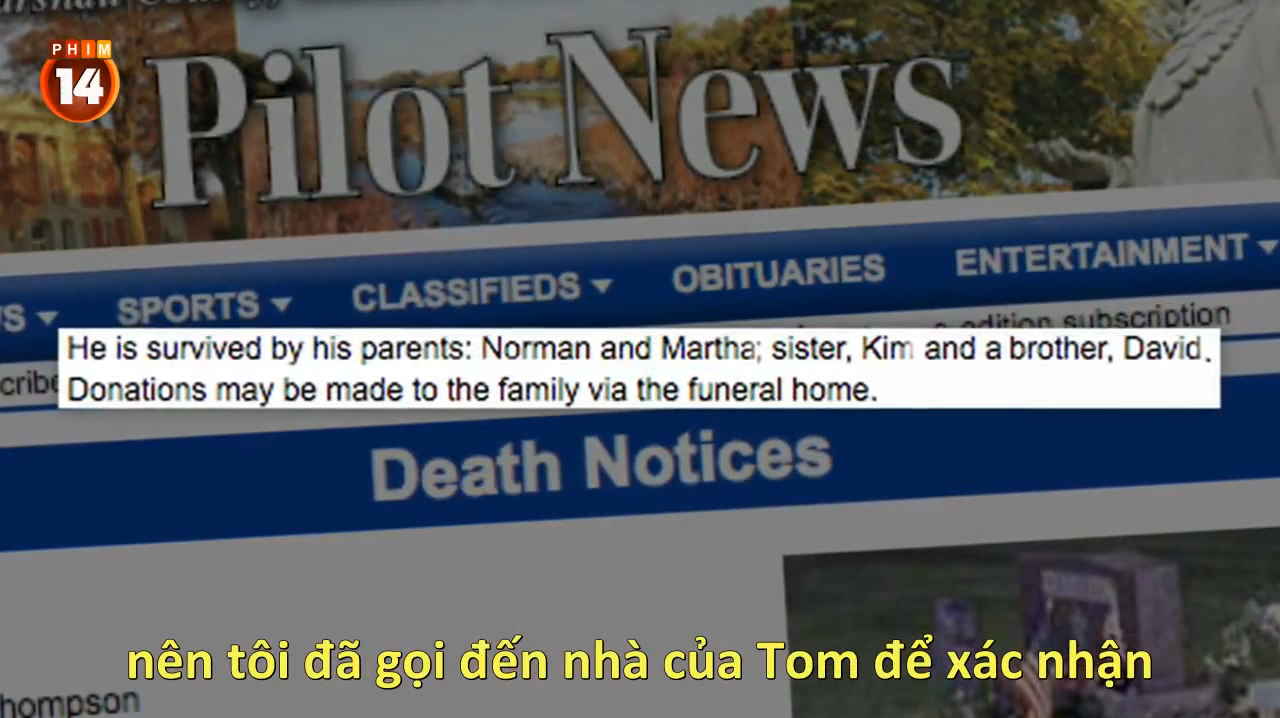 PHIM
14
Pilot News
SPORTS
CLASSIFIEDS
OBITUARIES
ENTERTAINMENT
edition subscription
He is survived by his parents: Norman and Martha; sister, Kim and a brother, David.
Donations may be made to the family via the funeral home.
Death Notices
nên tôi đã gọi đến nhà của Tom để xác nhận
hompson